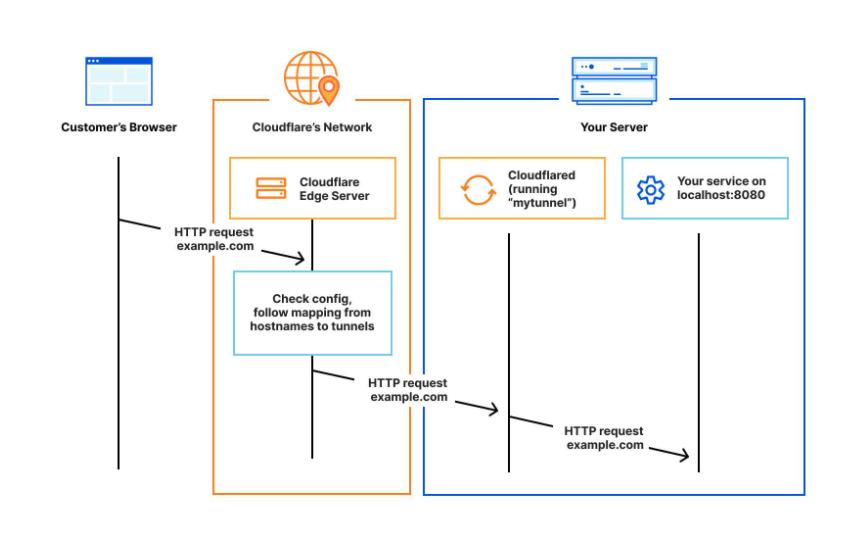 Customer's Browser
Cloudflare's Network
Your Server
Cloudflare
Edge Server
Cloudflared
(running
“mytunnel”)
Your service on
localhost:8080
HTTP request
example.com
Check config,
follow mapping from
hostnames to tunnels
HTTP request
example.com
HTTP request
example.com